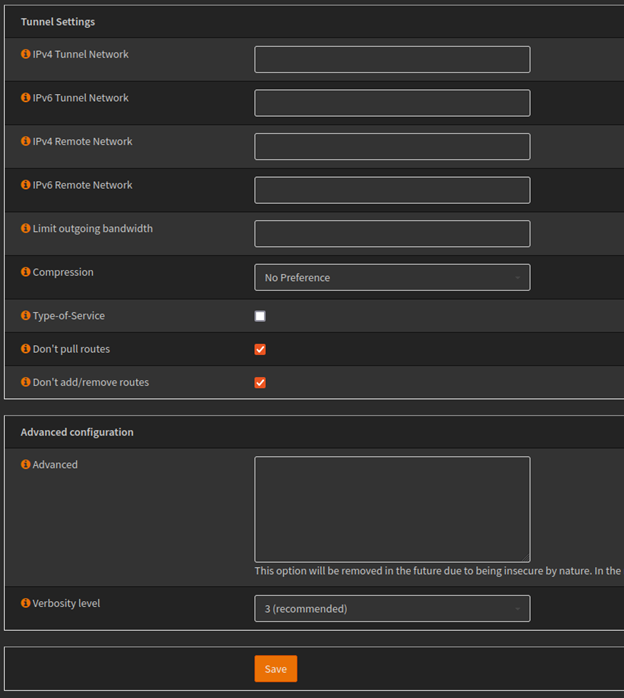 Tunnel Settings
IPv4 Tunnel Network
IPv6 Tunnel Network
IPv4 Remote Network
IPv6 Remote Network
Limit outgoing bandwidth
Compression
No Preference
Type-of-Service
Don't pull routes
Don't add/remove routes
Advanced configuration
Advanced
This option will be removed in the future due to being insecure by nature. In the
Verbosity level
3 (recommended)
Save